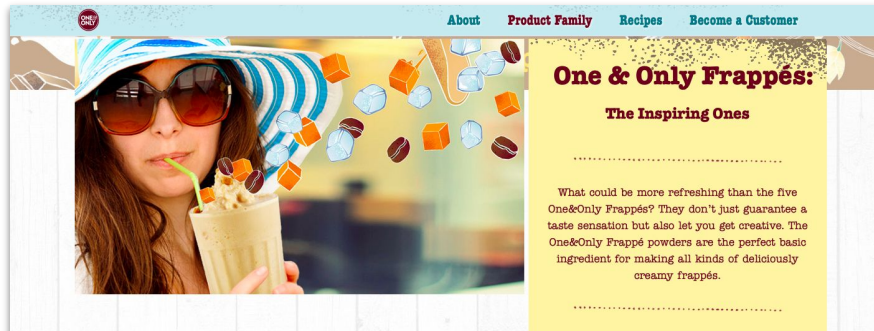 ONE&ONLY
About Product Family Recipes Become a Customer
One & Only Frappés:
The Inspiring Ones
What could be more refreshing than the five
One&Only Frappés? They don't just guarantee a
taste sensation but also let you get creative. The
One&Only Frappé powders are the perfect basic
ingredient for making all kinds of deliciously
creamy frappés.